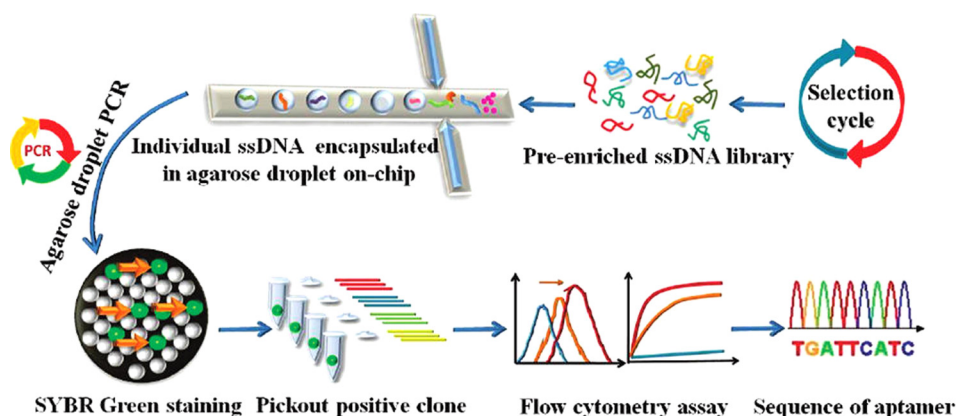 Selection
cycle
Pre-enriched ssDNA library
Individual ssDNA encapsulated
in agarose droplet on-chip
Agarose droplet PCR
PCR
SYBR Green staining
Pickout positive clone
Flow cytometry assay
TGATTCATC
Sequence of aptamer